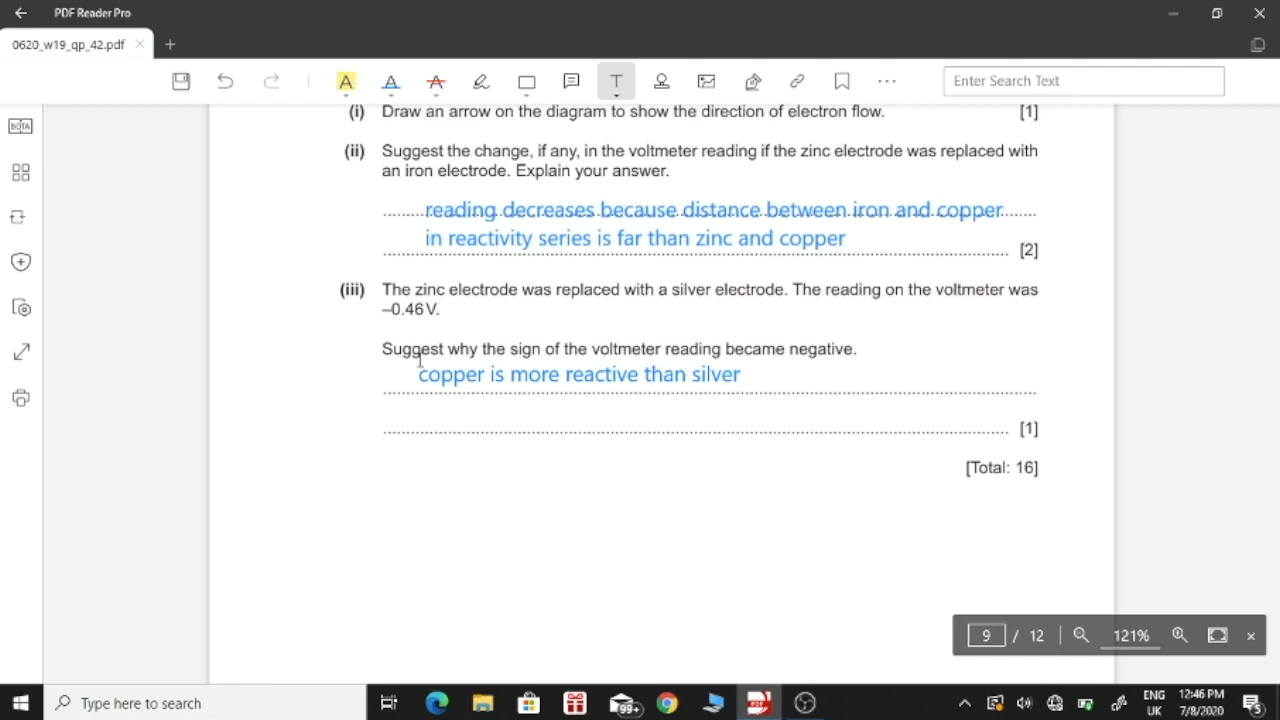 PDF Reader Pro
0620_w19_qp_42.pdf
Enter Search Text
BOTA
(i) Draw an arrow on the diagram to show the direction of electron flow. [1]
(ii) Suggest the change, if any, in the voltmeter reading if the zinc electrode was replaced with
an iron electrode. Explain your answer.
reading decreases because distance between iron and copper
in reactivity series is far than zinc and copper [2]
(iii) The zinc electrode was replaced with a silver electrode. The reading on the voltmeter was
–0.46 V.
Suggest why the sign of the voltmeter reading became negative.
copper is more reactive than silver
[1]
[Total: 16]
9 / 12 121%
Type here to search
99+
PDF
ENG
UK
12:46 PM
7/8/2020
5